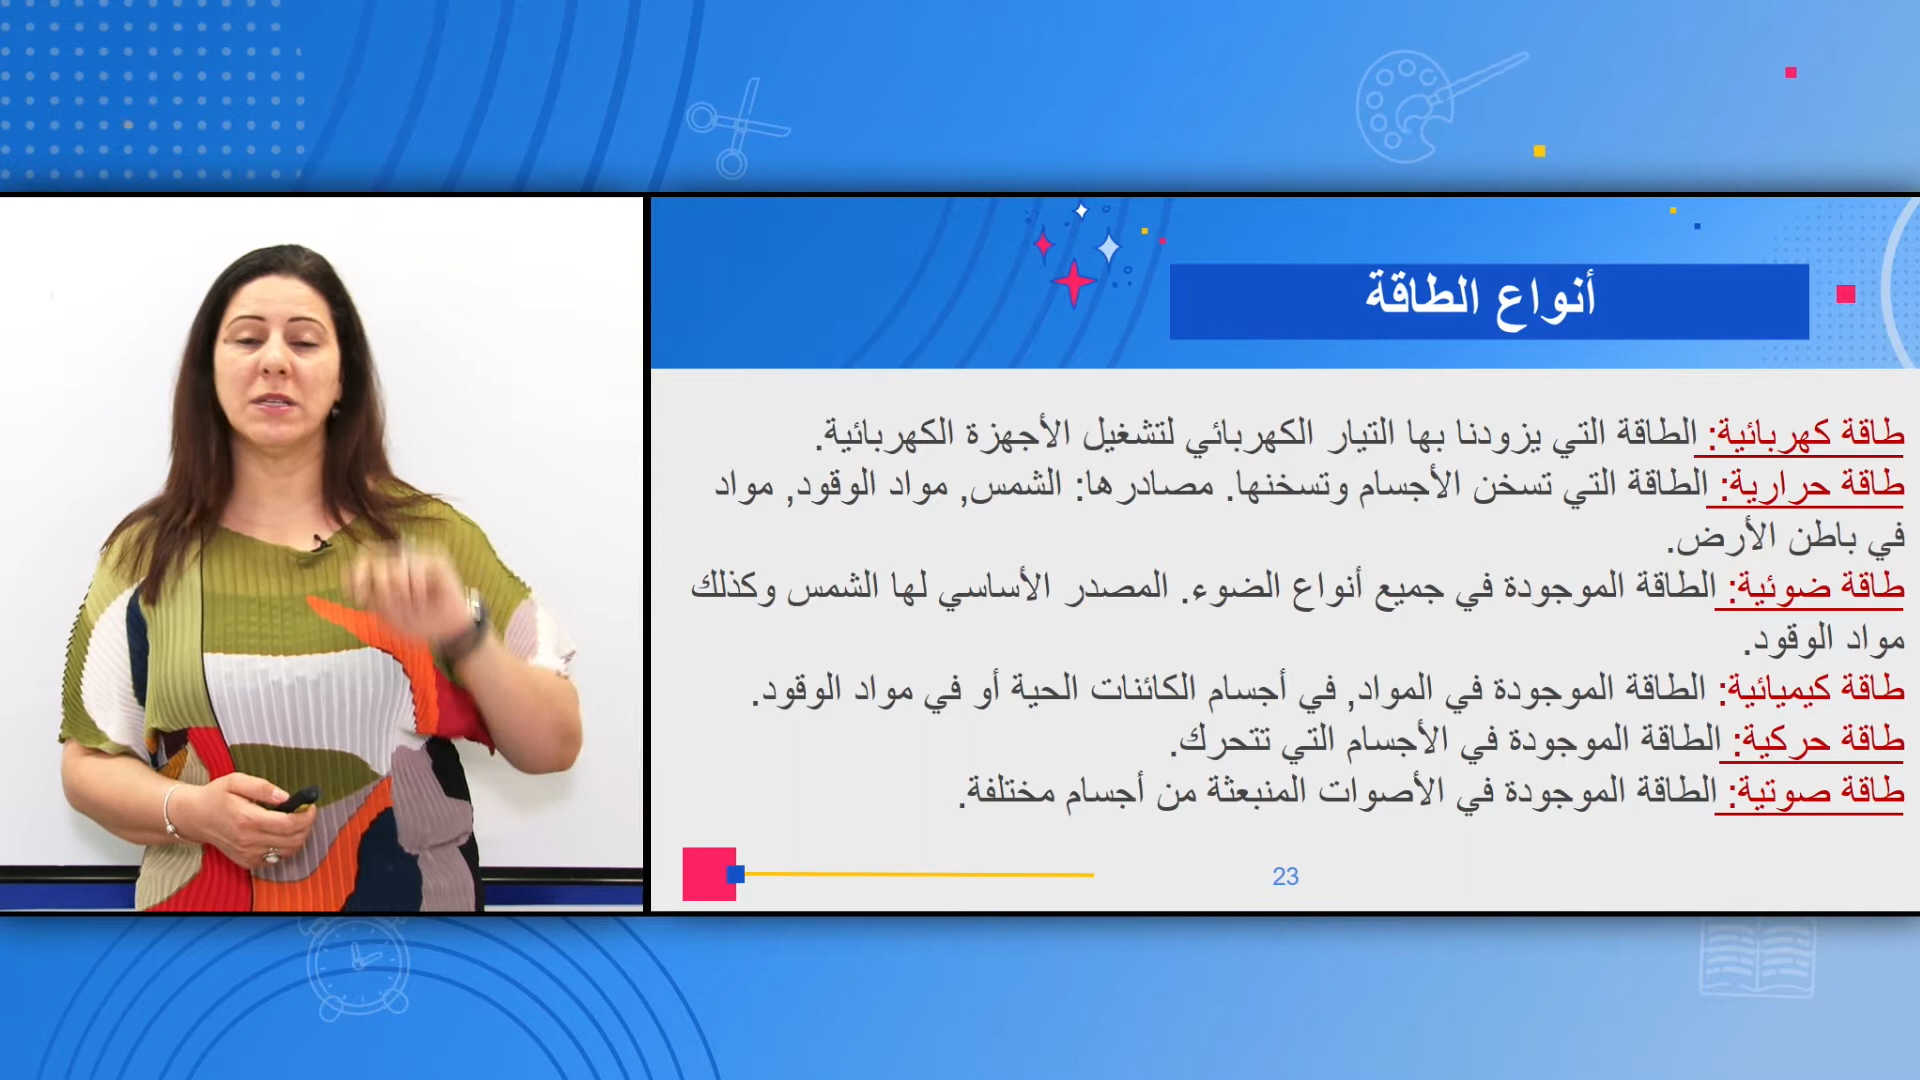 أنواع الطاقة
طاقة كهربائية: الطاقة التي يزودنا بها التيار الكهربائي لتشغيل الأجهزة الكهربائية.
طاقة حرارية: الطاقة التي تسخن الأجسام وتسخنها. مصادرها: الشمس, مواد الوقود, مواد
في باطن الأرض.
طاقة ضوئية: الطاقة الموجودة في جميع أنواع الضوء. المصدر الأساسي لها الشمس وكذلك
مواد الوقود.
طاقة كيميائية: الطاقة الموجودة في المواد, في أجسام الكائنات الحية أو في مواد الوقود.
طاقة حركية: الطاقة الموجودة في الأجسام التي تتحرك.
طاقة صوتية: الطاقة الموجودة في الأصوات المنبعثة من أجسام مختلفة.
23